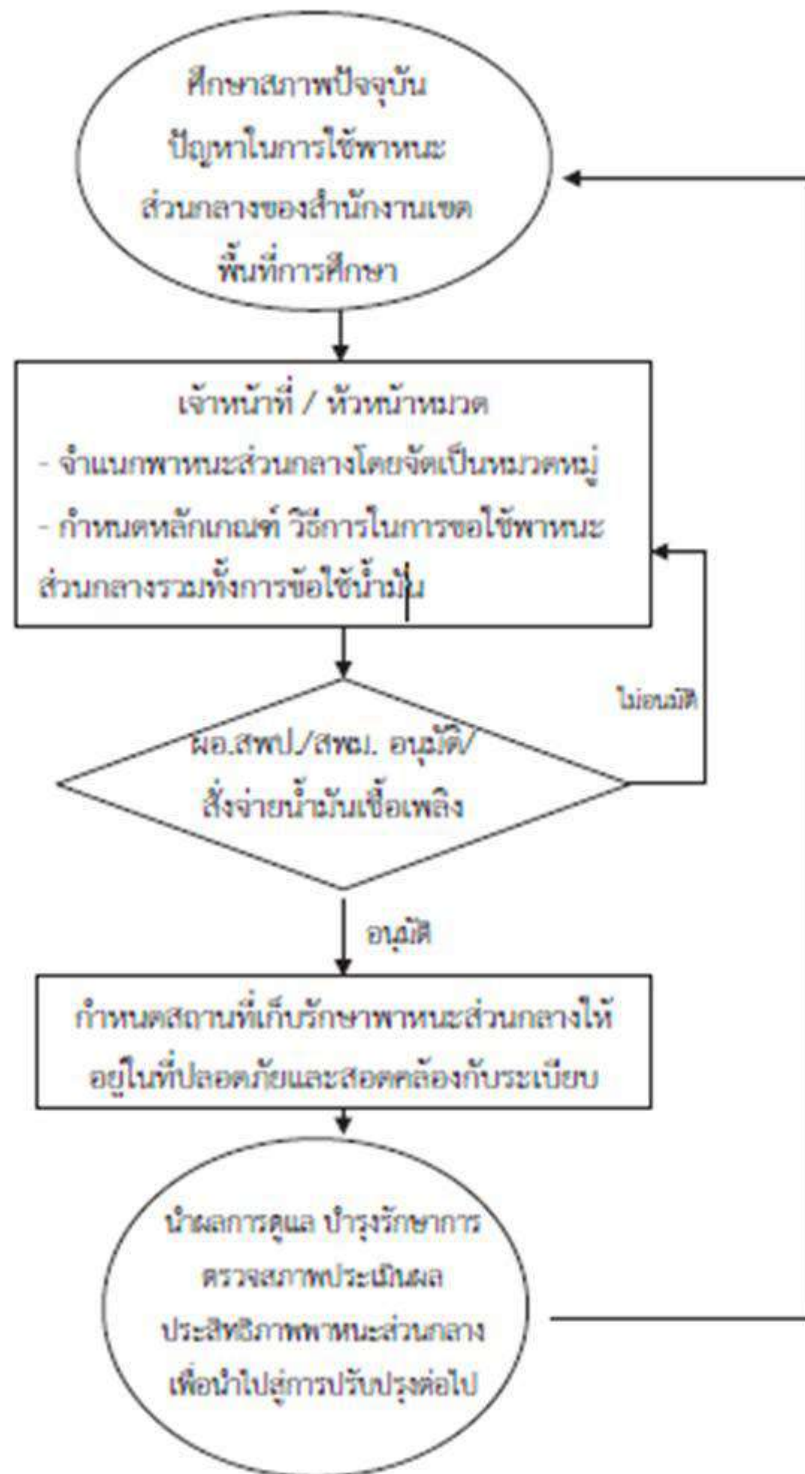 ศึกษาสภาพปัจจุบัน
ปัญหาในการใช้พาหนะ
ส่วนกลางของสำนักงานเขต
พื้นที่การศึกษา
เจ้าหน้าที่ / หัวหน้าหมวด
- จำแนกพาหนะส่วนกลางโดยจัดเป็นหมวดหมู่
- กำหนดหลักเกณฑ์ วิธีการในการขอใช้พาหนะ
ส่วนกลางรวมทั้งการข้อใช้น้ำมัน
ไม่อนมัติ
ผอ.สพป./สพม. อนุมัติ/
สั่งจ่ายน้ำมันเชื้อเพลิง
อนุมัติ
กำหนดสถานที่เก็บรักษาพาหนะส่วนกลางให้
อยู่ในที่ปลอดภัยและสอดคล้องกับระเบียบ
นำผลการดูแล บำรุงรักษาการ
ตรวจสภาพประเมินผล
ประสิทธิภาพพาหนะส่วนกลาง
เพื่อนำไปสู่การปรับปรุงต่อไป